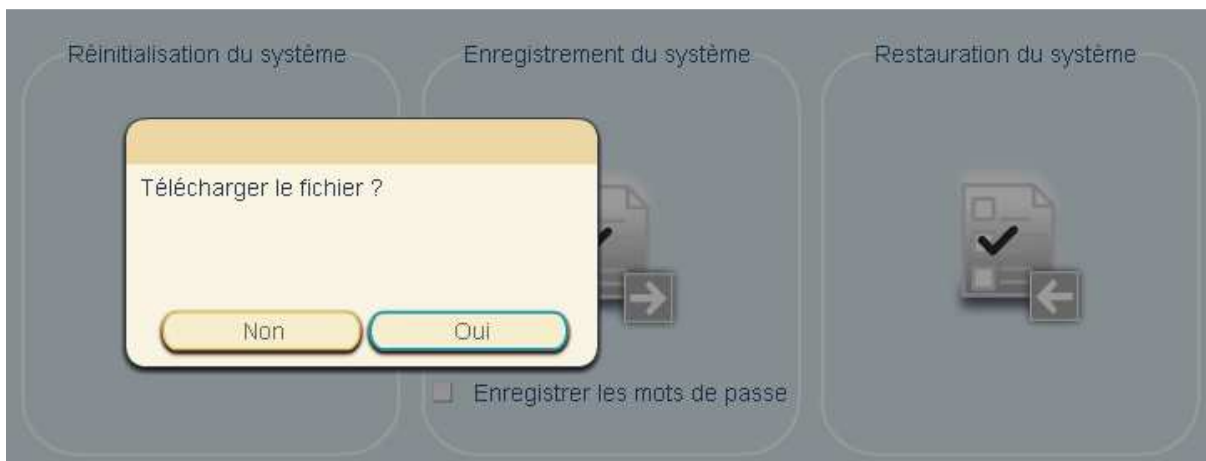 Réinitialisation du système
Enregistrement du système
Restauration du système
Télécharger le fichier ?
Non
Oui
Enregistrer les mots de passe